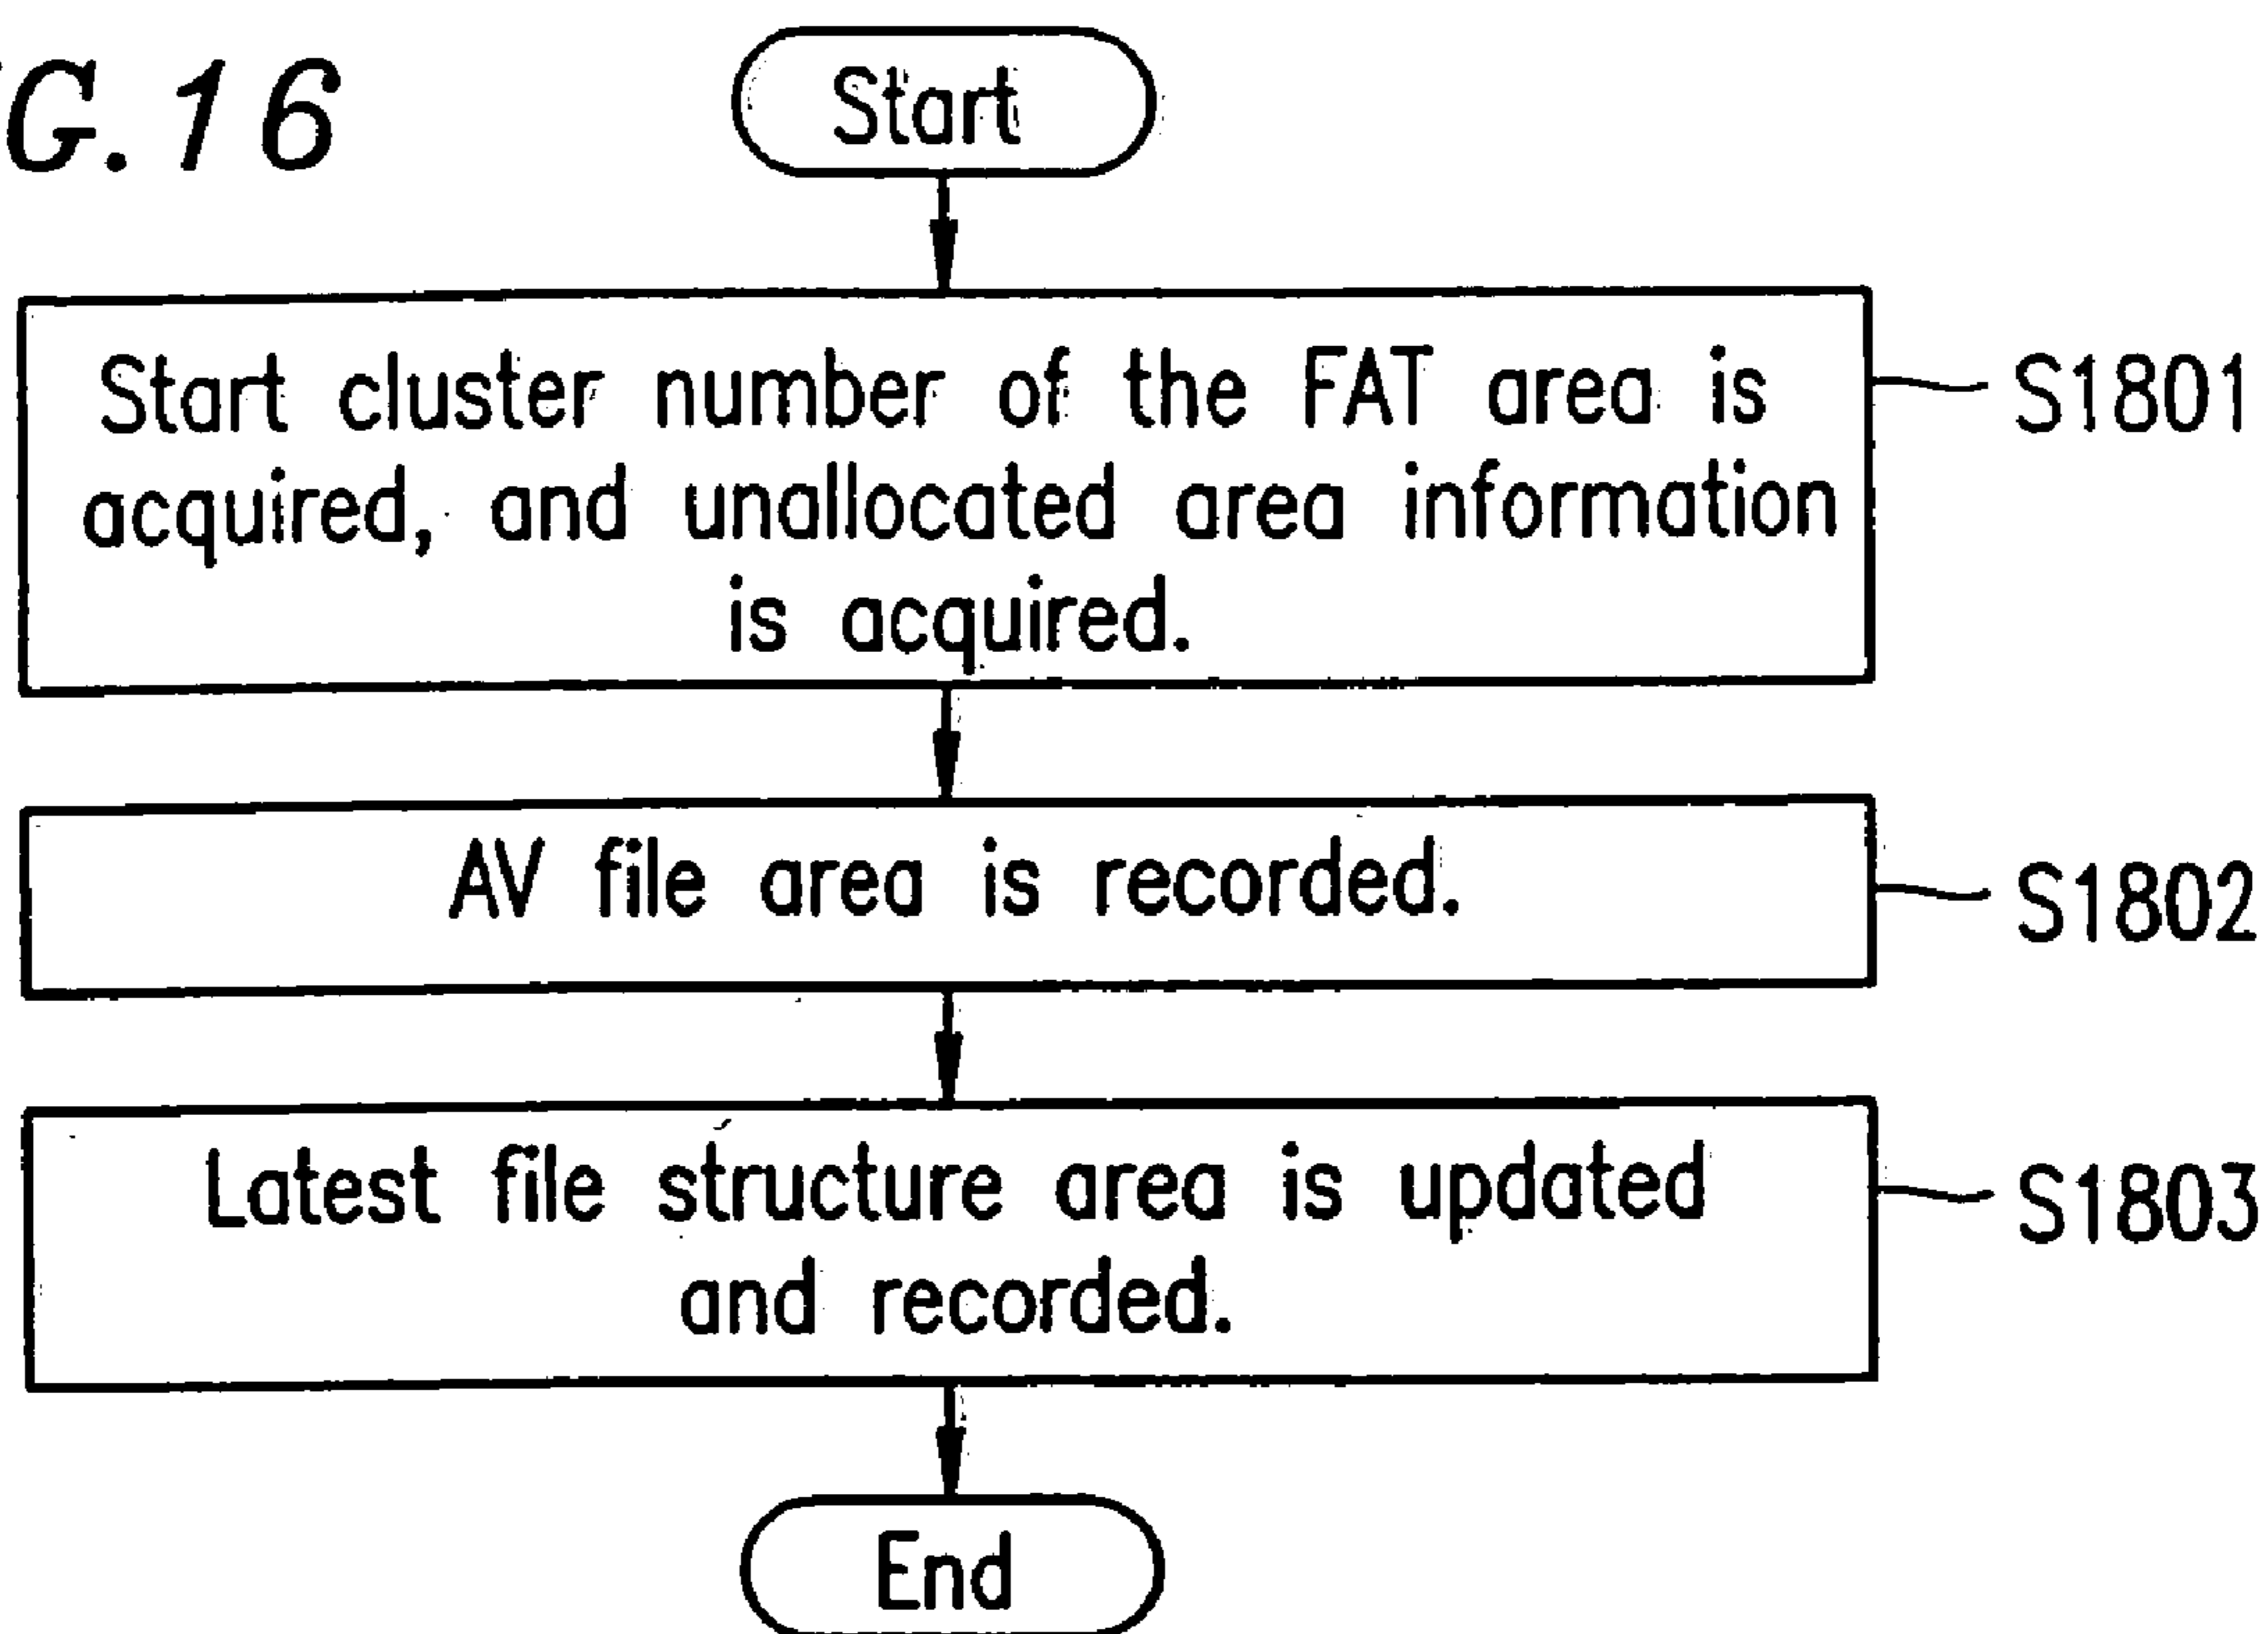 G.16
Start
Start cluster number of the FAT area is
acquired, and unallocated area information
is acquired.
S1801
AV file area is recorded.
S1802
Latest file structure area is updated
and recorded.
S1803
End